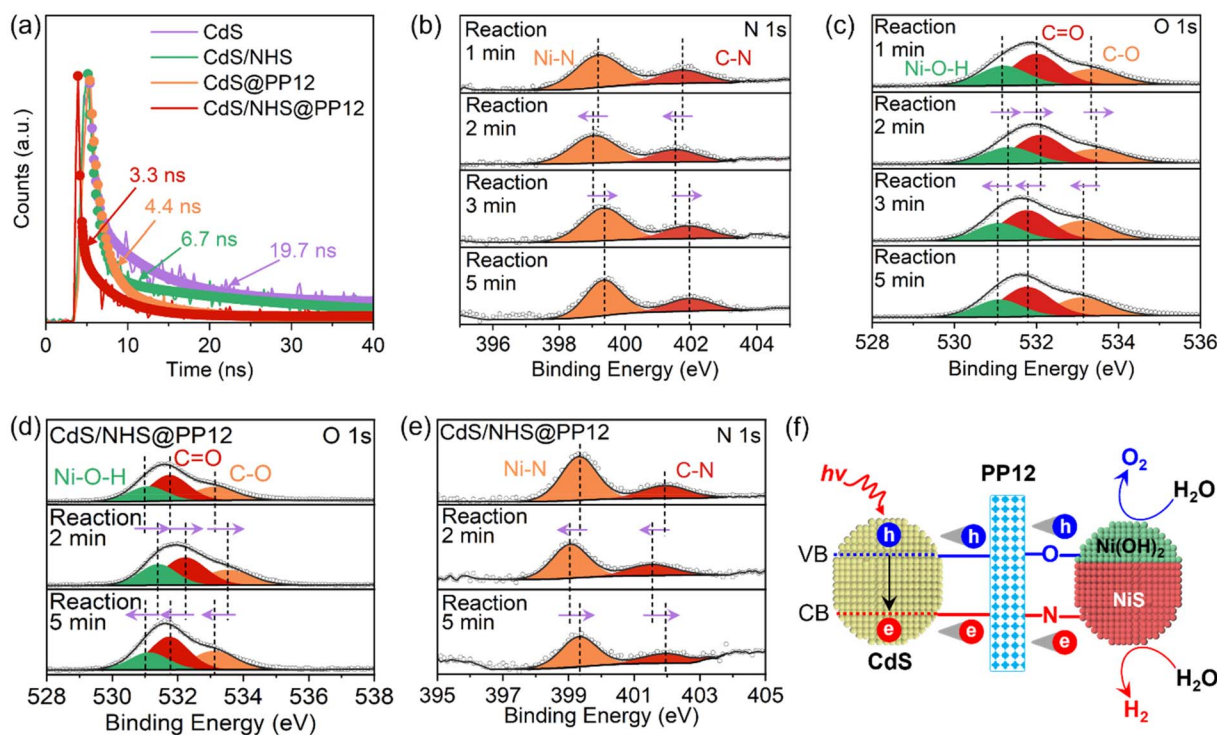 (a)
CdS
CdS/NHS
CdS@PP12
CdS/NHS@PP12
3.3 ns
4.4 ns
6.7 ns
19.7 ns
Counts (a.u.)
0 10 20 30 40
Time (ns)
(b)
Reaction
1 min
N 1s
Ni-N
C-N
Reaction
2 min
Reaction
3 min
Reaction
5 min
396 398 400 402 404
Binding Energy (eV)
(c)
Reaction
1 min
O 1s
C=O
Ni-O-H
C-O
Reaction
2 min
Reaction
3 min
Reaction
5 min
528 530 532 534 536
Binding Energy (eV)
(d)
CdS/NHS@PP12
O 1s
C=O
Ni-O-H
C-O
Reaction
2 min
Reaction
5 min
528 530 532 534 536 538
Binding Energy (eV)
(e)
CdS/NHS@PP12
N 1s
Ni-N
C-N
Reaction
2 min
Reaction
5 min
395 397 399 401 403 405
Binding Energy (eV)
(f)
hν
PP12
O₂
H₂O
h
h
h
VB
O
Ni(OH)₂
NiS
CB
N
e
e
e
CdS
H₂O
H₂